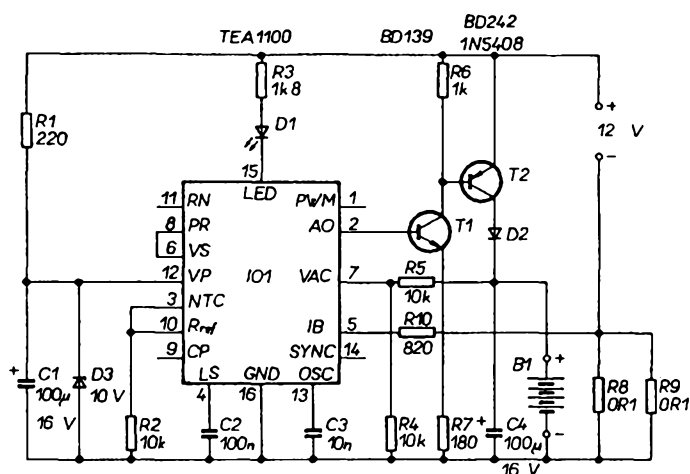 BD242
TEA1100 BD139 1N5408
R3
1k8
R6
1k
R1
220
D1
+
12 V
−
15
LED
T2
11 RN PWM 1
8 PR AO 2
T1
6 VS
D2
12 VP IO1 VAC 7
R5
10k
3 NTC
10 Rref IB 5
R10
820
9 CP SYNC 14
LS GND OSC
4 16 13
+ C1
100µ
16 V
D3
10 V
R2
10k
C2
100n
C3
10n
R4
10k
R7
180
+ C4
100µ
16 V
B1
+
−
R8
0R1
R9
0R1